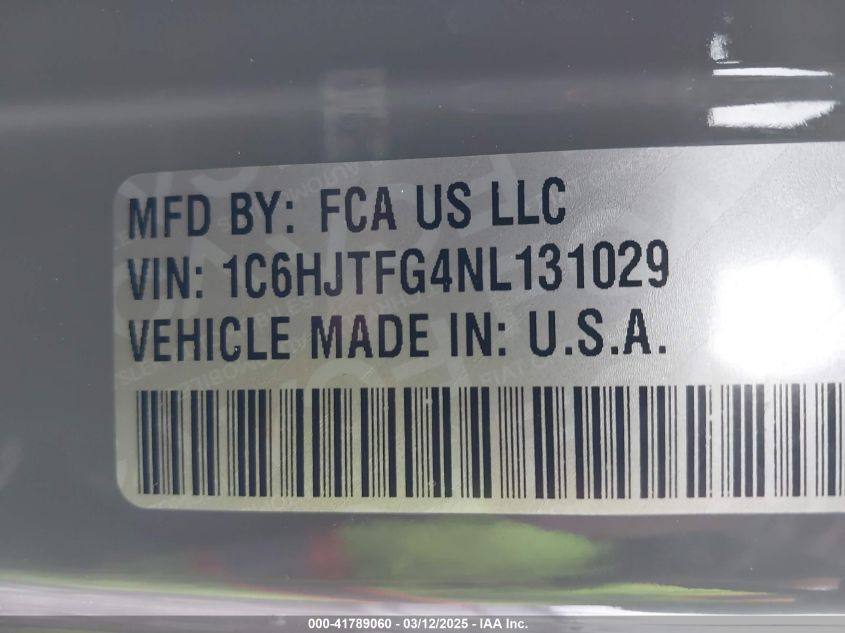 MFD BY: FCA US LLC
VIN: 1C6HJTFG4NL131029
VEHICLE MADE IN: U.S.A.
000-41789060 - 03/12/2025 - IAA Inc.